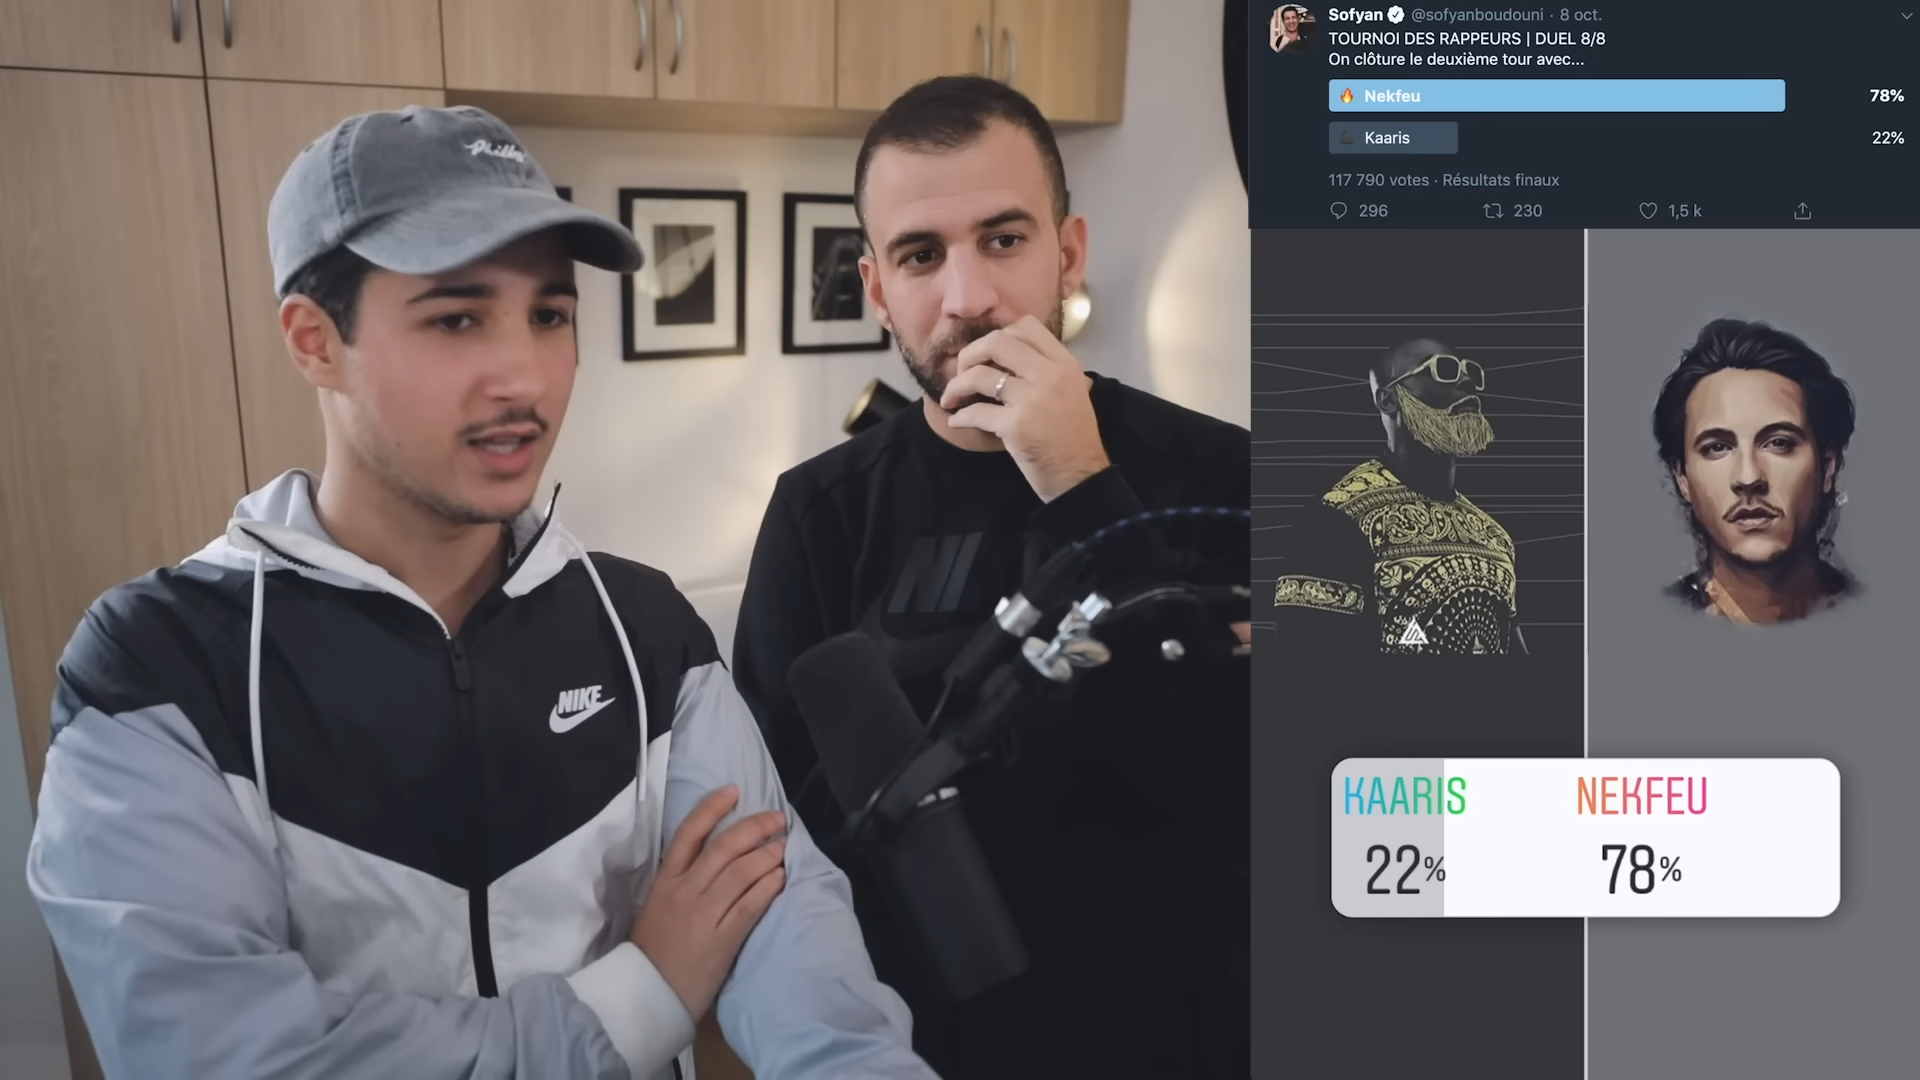 Sofyan @sofyanboudouni · 8 oct.
TOURNOI DES RAPPEURS | DUEL 8/8
On clôture le deuxième tour avec...
🔥 Nekfeu 78%
Kaaris 22%
117 790 votes · Résultats finaux
296 230 1,5 k
KAARIS NEKFEU
22% 78%
NIKE